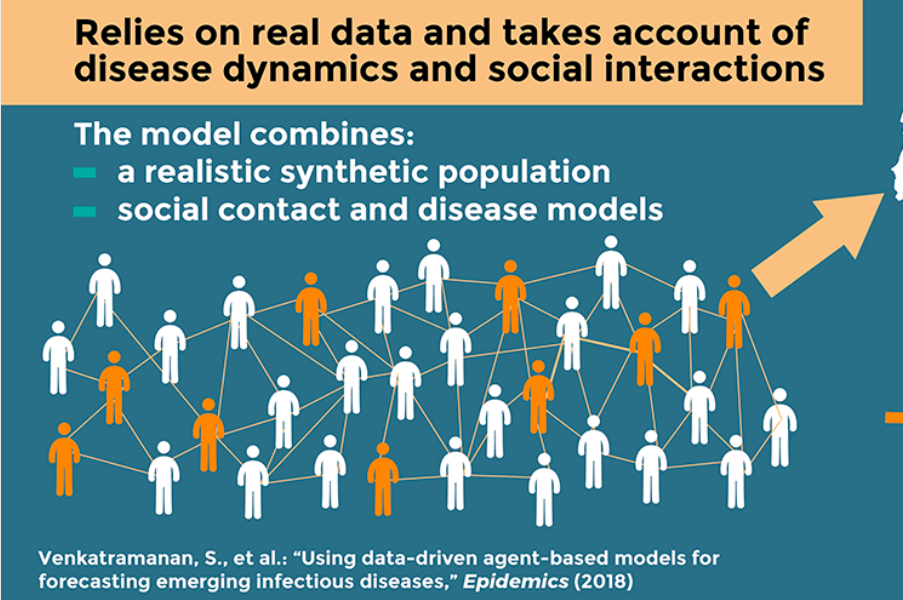 Relies on real data and takes account of
disease dynamics and social interactions
The model combines:
a realistic synthetic population
social contact and disease models
Venkatramanan, S., et al.: “Using data-driven agent-based models for
forecasting emerging infectious diseases,” Epidemics (2018)